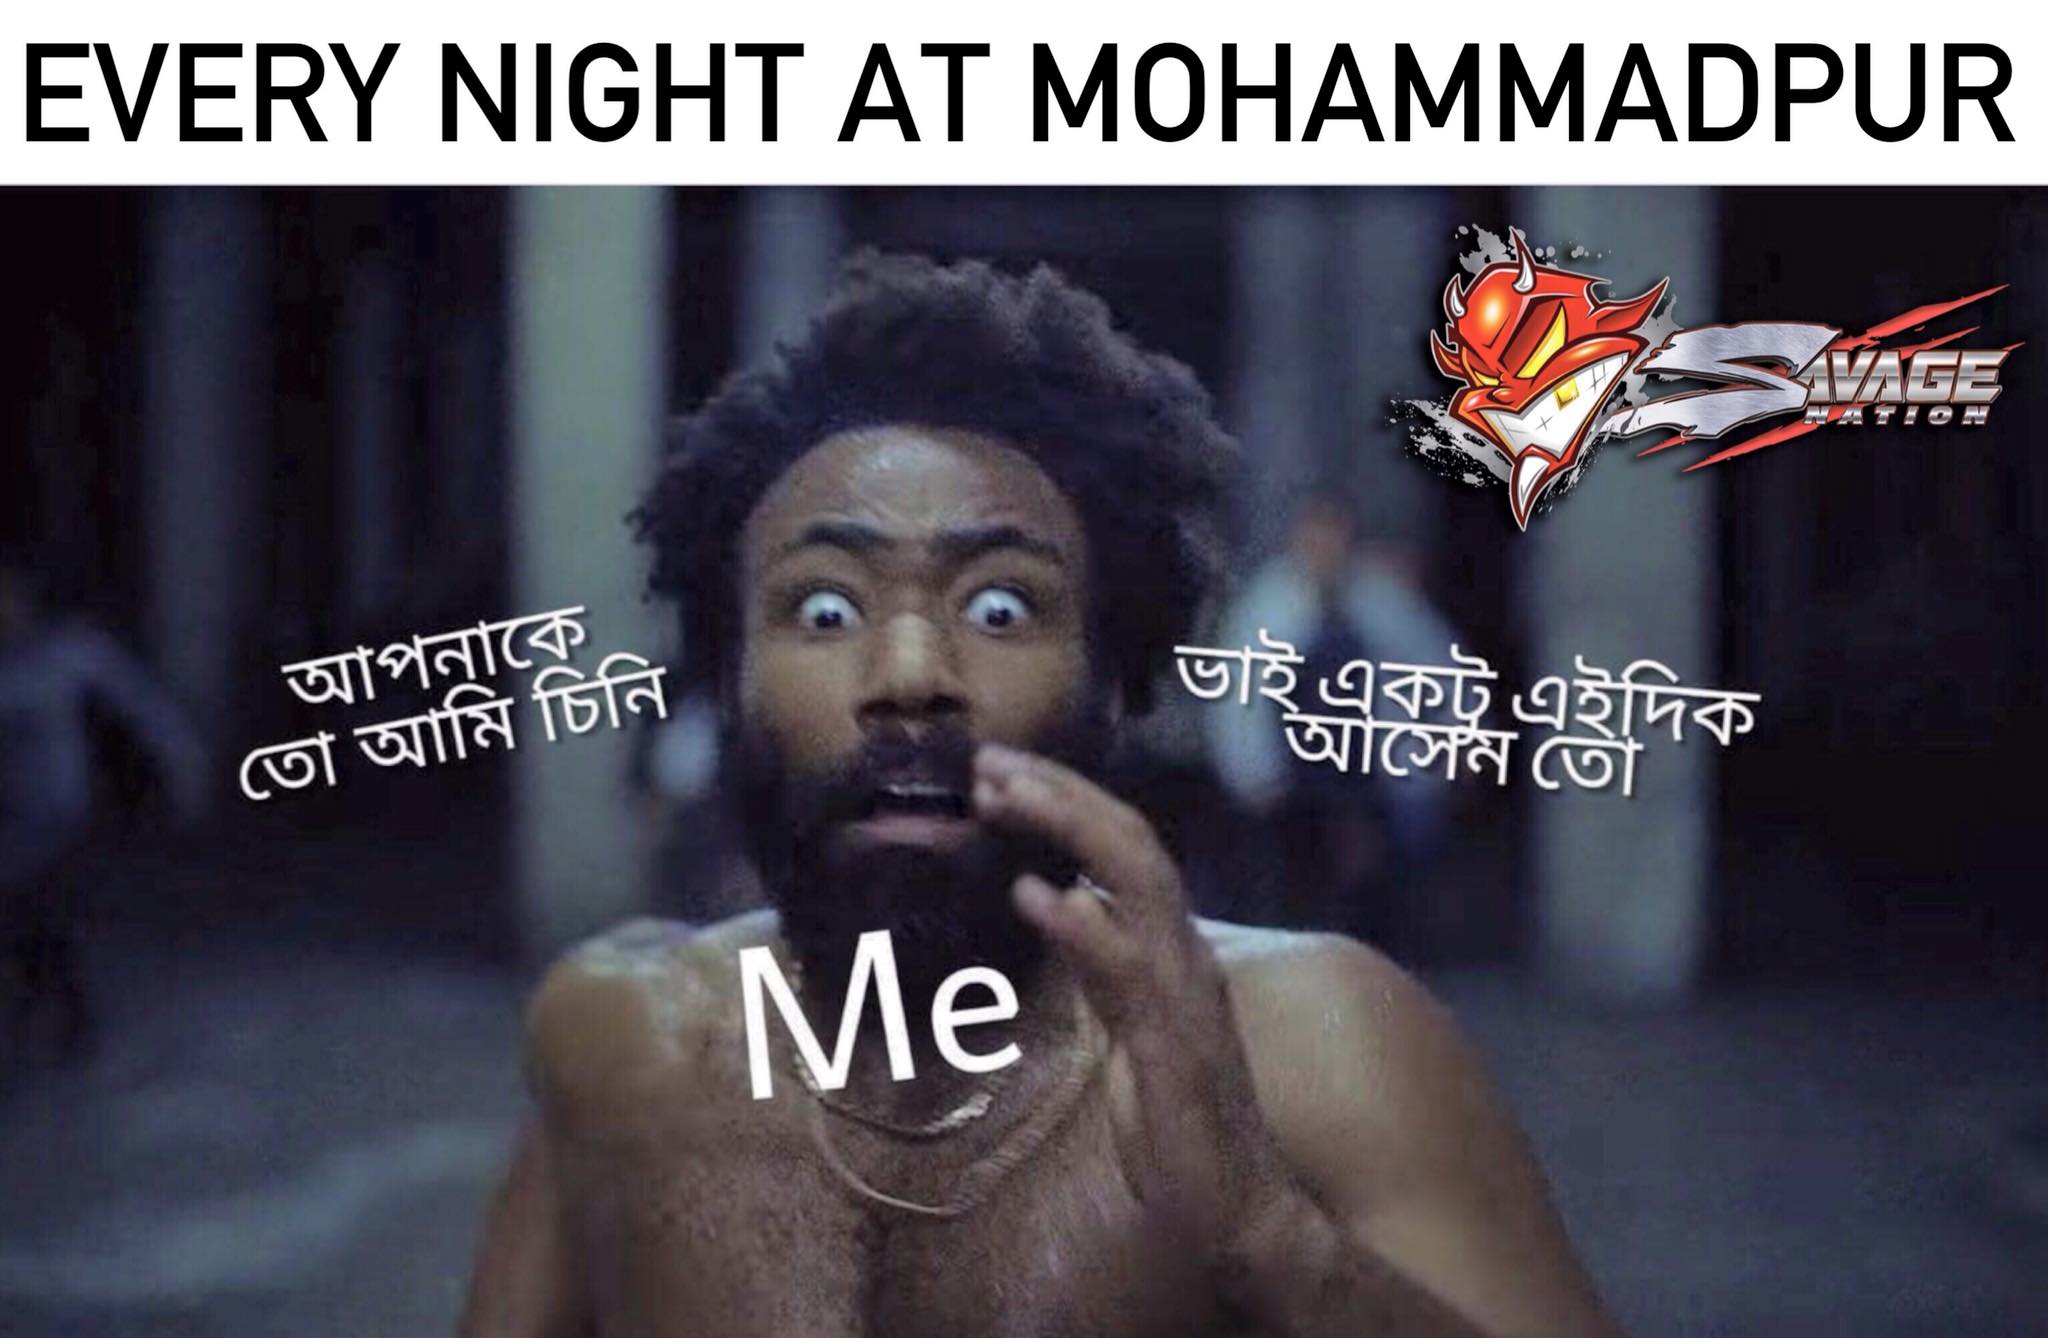 EVERY NIGHT AT MOHAMMADPUR
SAVAGE
NATION
আপনাকে
তো আমি চিনি
ভাই একটু এইদিক
আসেন তো
Me